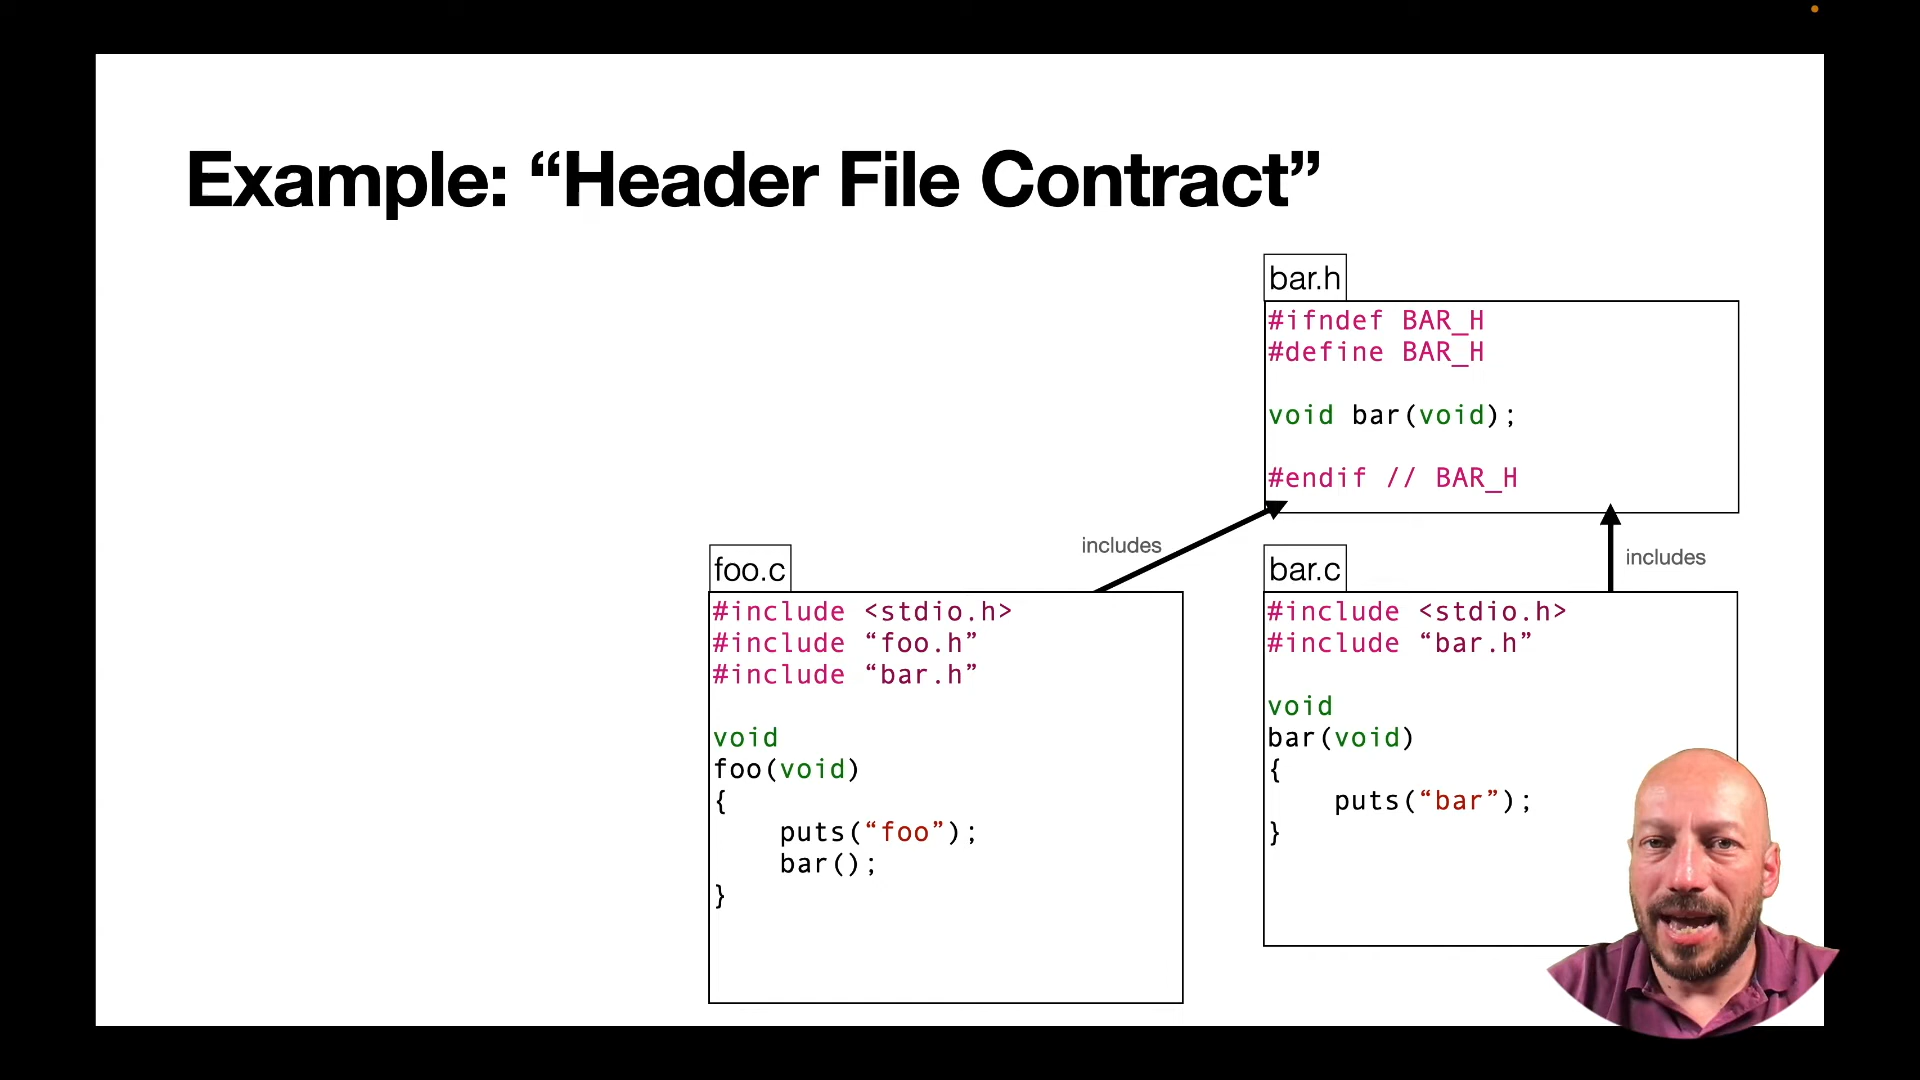 Example: “Header File Contract”
bar.h
#ifndef BAR_H
#define BAR_H
void bar(void);
#endif // BAR_H
includes
includes
foo.c
#include <stdio.h>
#include “foo.h”
#include “bar.h”
void
foo(void)
{
puts(“foo”);
bar();
}
bar.c
#include <stdio.h>
#include “bar.h”
void
bar(void)
{
puts(“bar”);
}